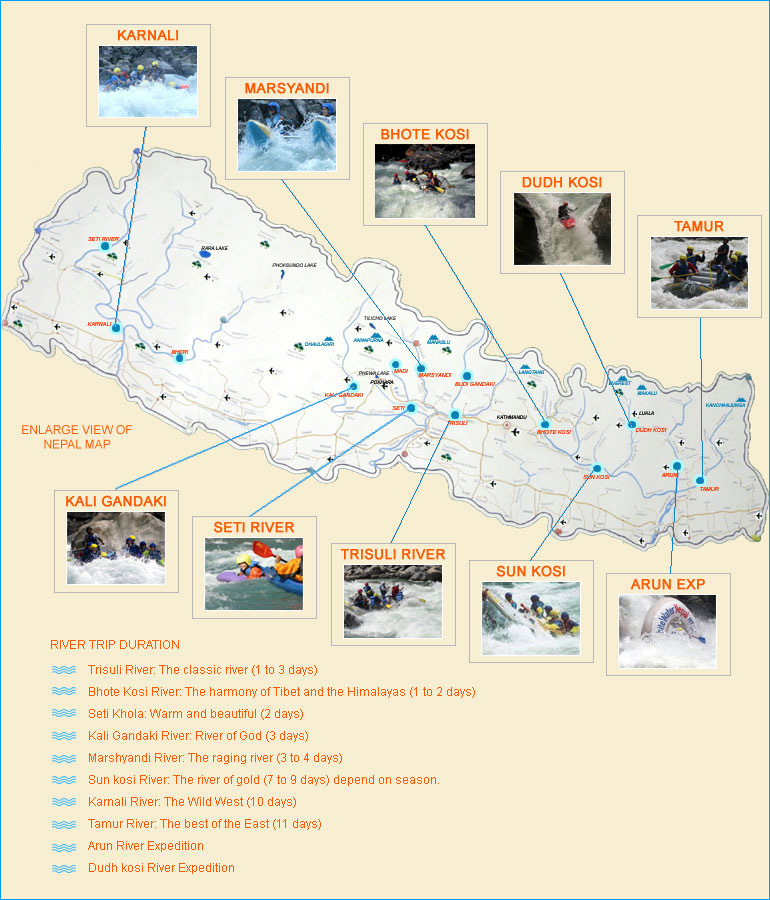 KARNALI
MARSYANDI
BHOTE KOSI
DUDH KOSI
TAMUR
SETI RIVER
RARA LAKE
PHOKSUNDO LAKE
KARNALI
BHERI
TILICHO LAKE
DHAULAGIRI
ANNAPURNA
MANASLU
MADI
MARSYANDI
PHEWA LAKE
POKHARA
BUDI GANDAKI
LANGTANG
EVEREST
MAKALU
KANCHANJANGA
KALI GANDAKI
SETI
TRISULI
KATHMANDU
LUKLA
BHOTE KOSI
DUDH KOSI
SUN KOSI
ARUN
TAMUR
ENLARGE VIEW OF
NEPAL MAP
KALI GANDAKI
SETI RIVER
TRISULI RIVER
SUN KOSI
ARUN EXP
RIVER TRIP DURATION
Trisuli River: The classic river (1 to 3 days)
Bhote Kosi River: The harmony of Tibet and the Himalayas (1 to 2 days)
Seti Khola: Warm and beautiful (2 days)
Kali Gandaki River: River of God (3 days)
Marshyandi River: The raging river (3 to 4 days)
Sun kosi River: The river of gold (7 to 9 days) depend on season.
Karnali River: The Wild West (10 days)
Tamur River: The best of the East (11 days)
Arun River Expedition
Dudh kosi River Expedition